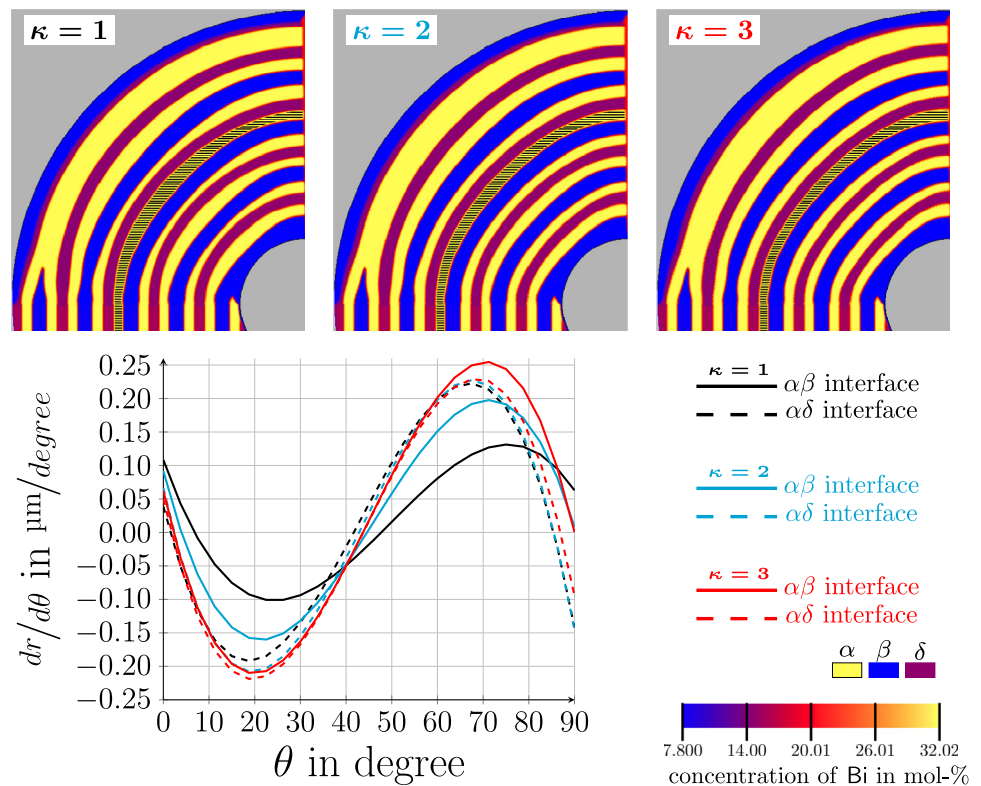 κ = 1
κ = 2
κ = 3
0.25
0.20
0.15
0.10
0.05
0.00
−0.05
−0.10
−0.15
−0.20
−0.25
dr/dθ in µm/degree
0 10 20 30 40 50 60 70 80 90
θ in degree
κ = 1
αβ interface
αδ interface
κ = 2
αβ interface
αδ interface
κ = 3
αβ interface
αδ interface
α β δ
7.800 14.00 20.01 26.01 32.02
concentration of Bi in mol-%